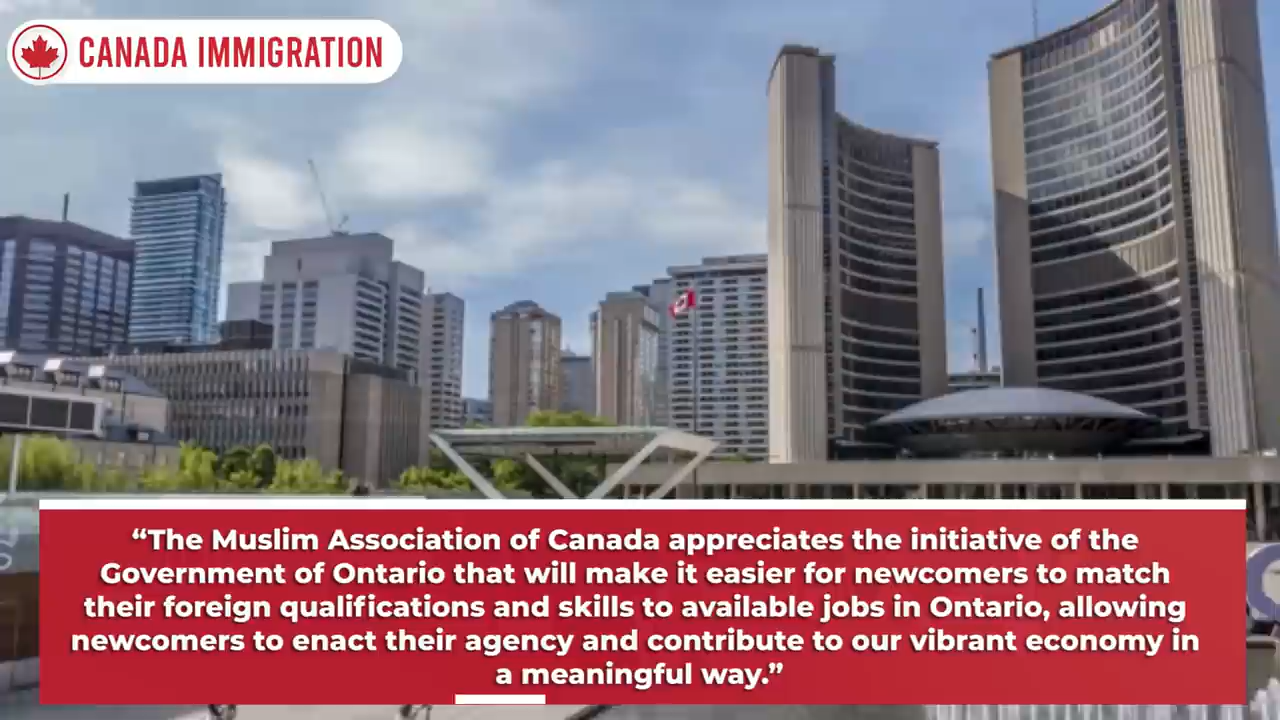 CANADA IMMIGRATION
“The Muslim Association of Canada appreciates the initiative of the
Government of Ontario that will make it easier for newcomers to match
their foreign qualifications and skills to available jobs in Ontario, allowing
newcomers to enact their agency and contribute to our vibrant economy in
a meaningful way.”